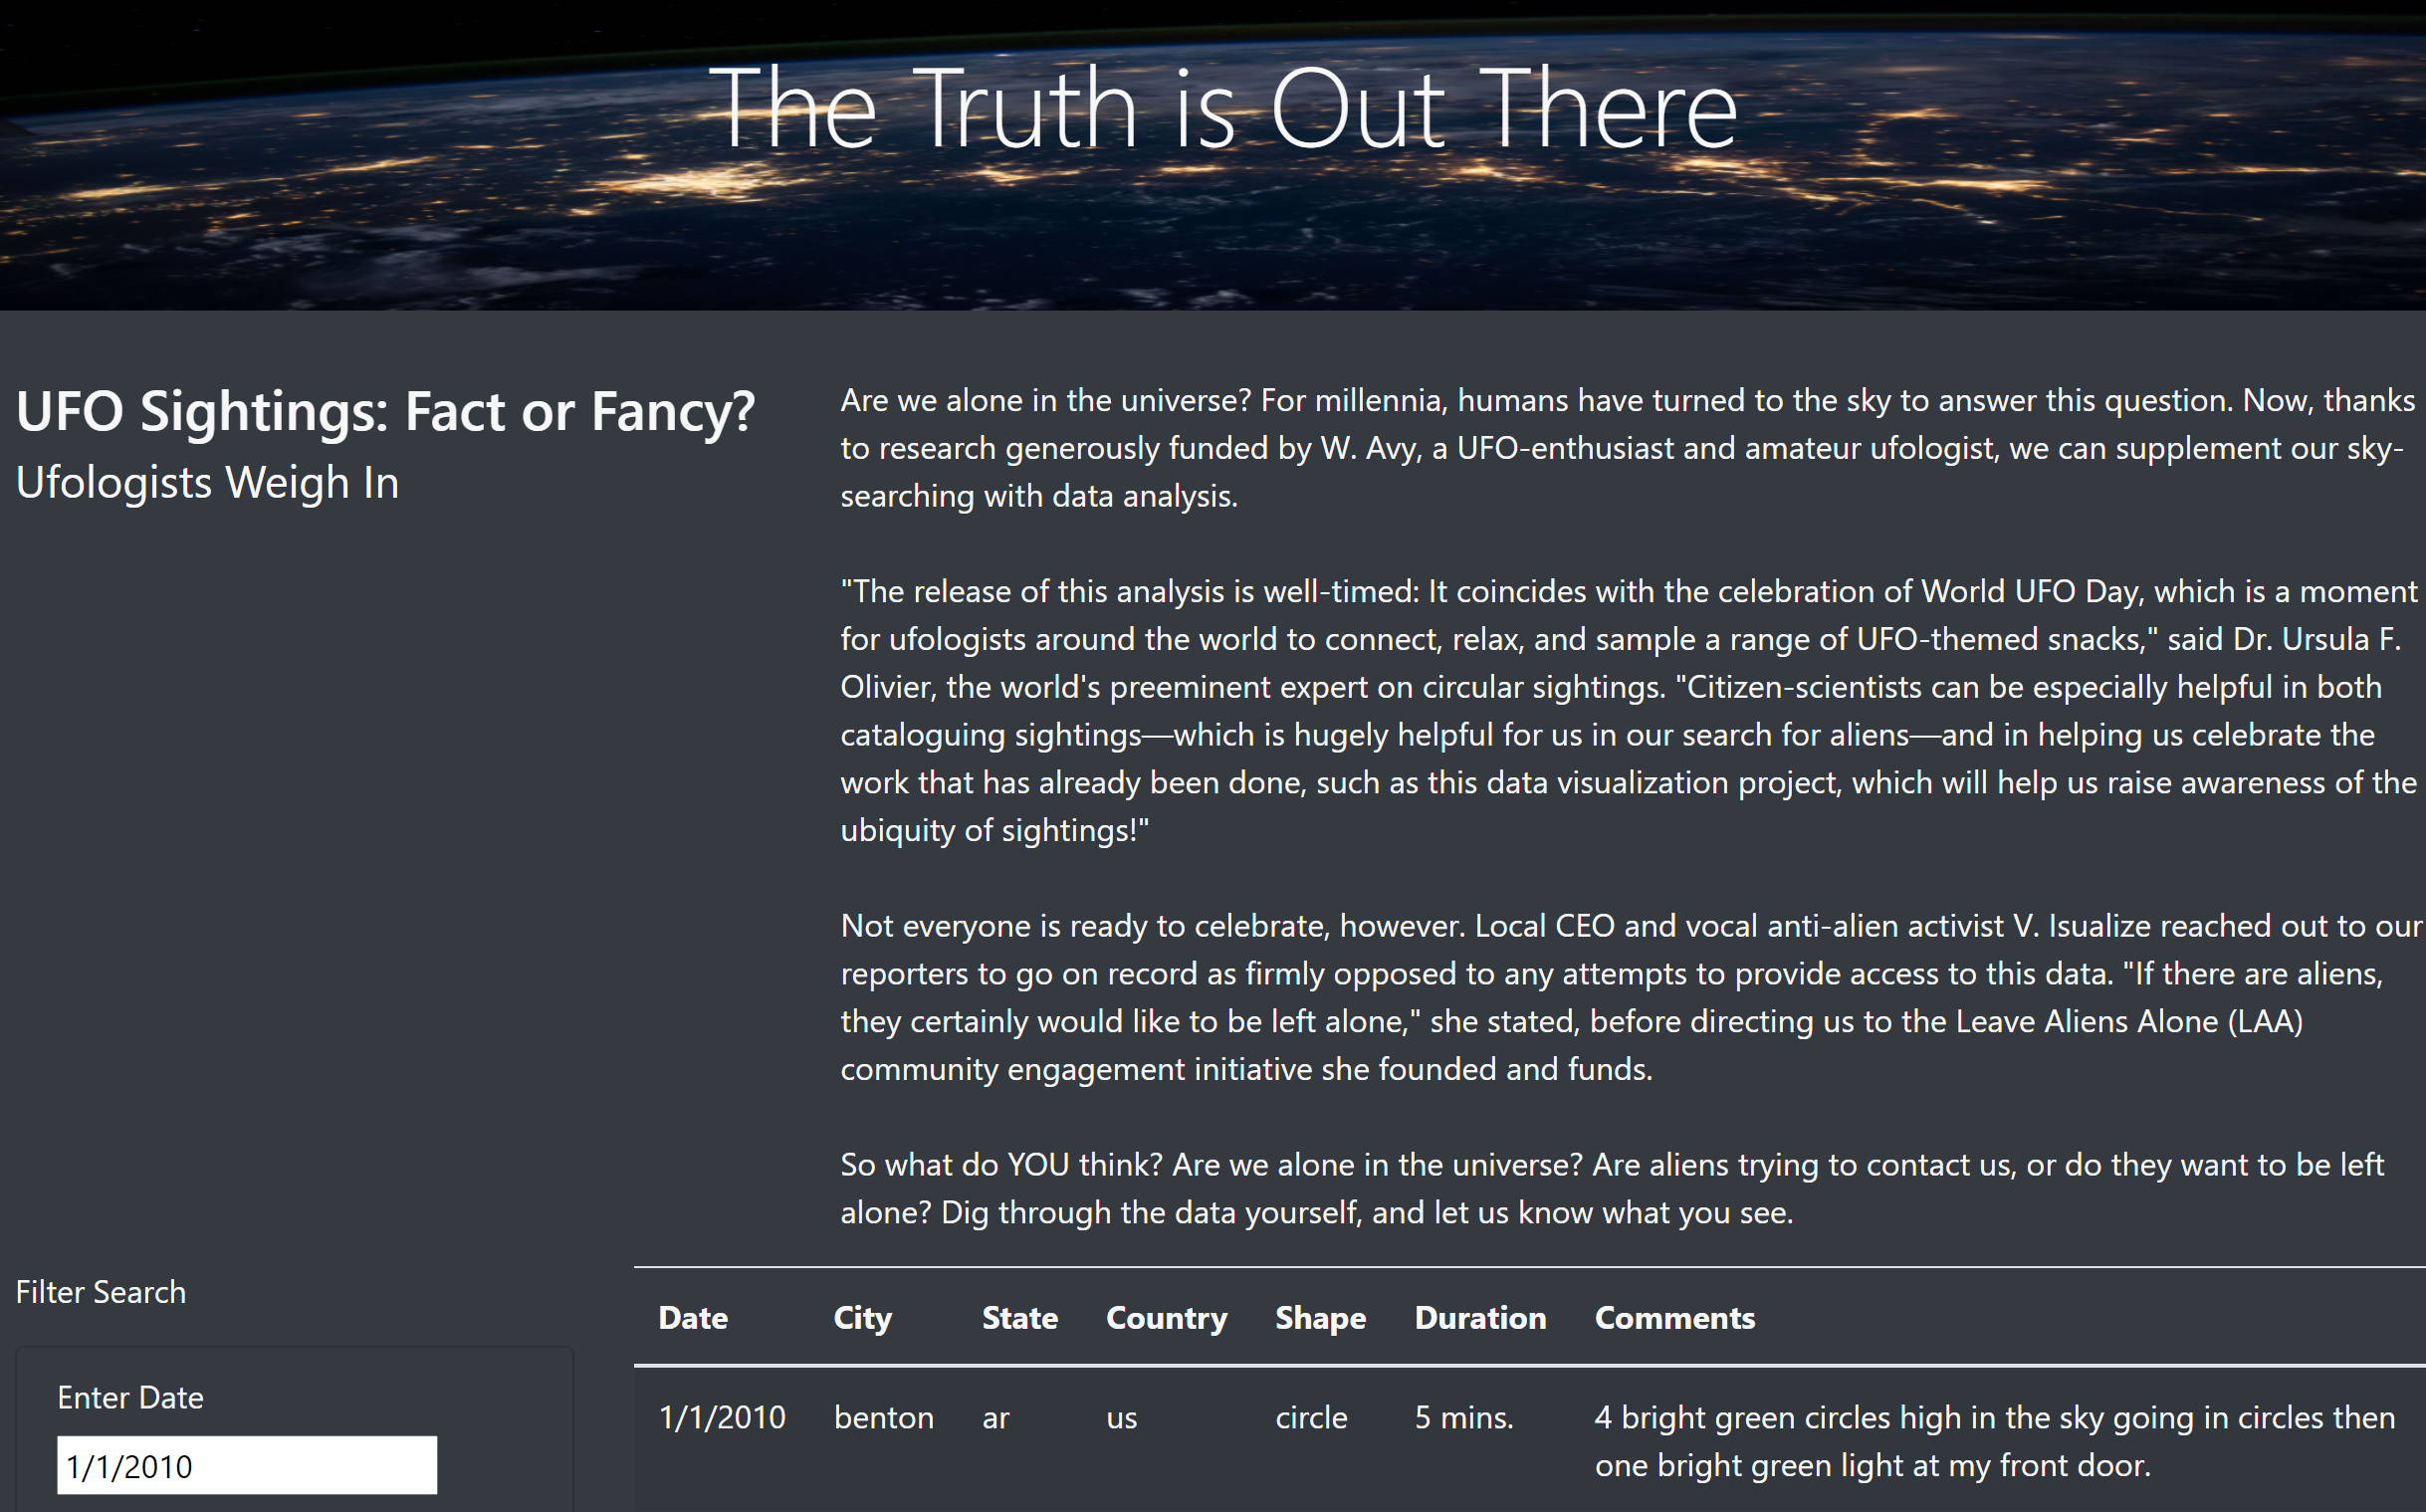 The Truth is Out There
UFO Sightings: Fact or Fancy?
Ufologists Weigh In
Are we alone in the universe? For millennia, humans have turned to the sky to answer this question. Now, thanks
to research generously funded by W. Avy, a UFO-enthusiast and amateur ufologist, we can supplement our sky-
searching with data analysis.
"The release of this analysis is well-timed: It coincides with the celebration of World UFO Day, which is a moment
for ufologists around the world to connect, relax, and sample a range of UFO-themed snacks," said Dr. Ursula F.
Olivier, the world's preeminent expert on circular sightings. "Citizen-scientists can be especially helpful in both
cataloguing sightings—which is hugely helpful for us in our search for aliens—and in helping us celebrate the
work that has already been done, such as this data visualization project, which will help us raise awareness of the
ubiquity of sightings!"
Not everyone is ready to celebrate, however. Local CEO and vocal anti-alien activist V. Isualize reached out to our
reporters to go on record as firmly opposed to any attempts to provide access to this data. "If there are aliens,
they certainly would like to be left alone," she stated, before directing us to the Leave Aliens Alone (LAA)
community engagement initiative she founded and funds.
So what do YOU think? Are we alone in the universe? Are aliens trying to contact us, or do they want to be left
alone? Dig through the data yourself, and let us know what you see.
Filter Search
Enter Date
1/1/2010
Date City State Country Shape Duration Comments
1/1/2010 benton ar us circle 5 mins. 4 bright green circles high in the sky going in circles then
one bright green light at my front door.